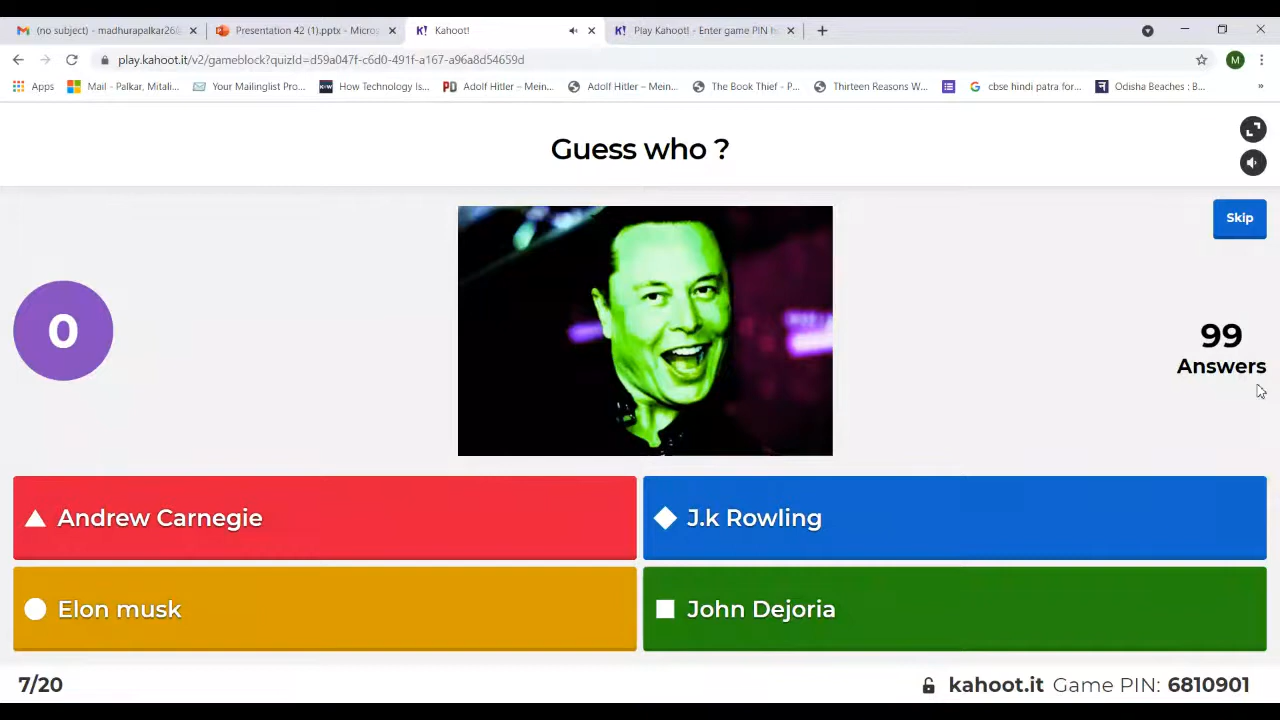 (no subject) - madhurapalkar26
Presentation 42 (1).pptx - Micros
Kahoot!
Play Kahoot! - Enter game PIN h
play.kahoot.it/v2/gameblock?quizId=d59a047f-c6d0-491f-a167-a96a8d54659d
M
Apps
Mail - Palkar, Mitali...
Your Mailinglist Pro...
How Technology Is...
PD
Adolf Hitler – Mein...
Adolf Hitler – Mein...
The Book Thief - P...
Thirteen Reasons W...
cbse hindi patra for...
Odisha Beaches : B...
Guess who ?
Skip
0
99
Answers
Andrew Carnegie
J.k Rowling
Elon musk
John Dejoria
7/20
kahoot.it Game PIN: 6810901